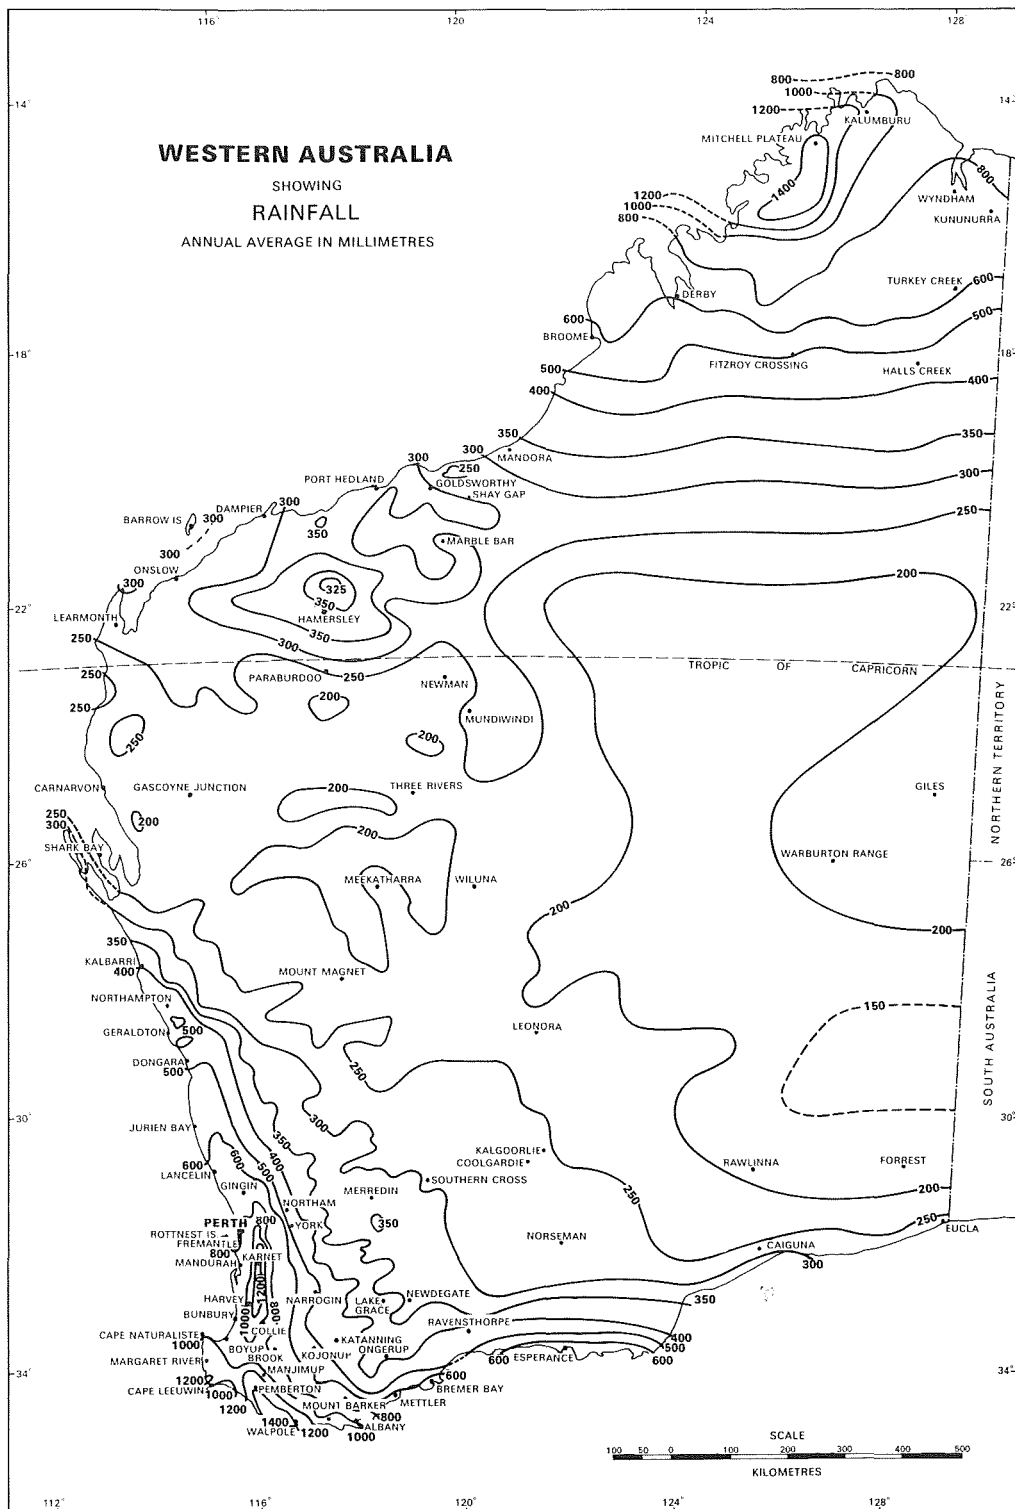 116° 120 124 128
14° 14°
WESTERN AUSTRALIA
SHOWING
RAINFALL
ANNUAL AVERAGE IN MILLIMETRES
800 800
1000
1200
KALUMBURU
MITCHELL PLATEAU
1400
800
1200
1000
800
WYNDHAM
KUNUNURRA
TURKEY CREEK 600
DERBY
500
600
BROOME
18° 18°
FITZROY CROSSING
HALLS CREEK
500
400 400
350 350
300 MANDORA
300 250 300
PORT HEDLAND
GOLDSWORTHY
SHAY GAP
DAMPIER 300
250
BARROW IS 300
350
300
MARBLE BAR
ONSLOW
200
300
325
22° 22°
350
LEARMONTH
HAMERSLEY
350
250
300
TROPIC OF CAPRICORN
250
PARABURDOO 250
NEWMAN
200
250
MUNDIWINDI
250
200
NORTHERN TERRITORY
CARNARVON
GASCOYNE JUNCTION
THREE RIVERS
200
GILES
250
300
200
200
SHARK BAY
WARBURTON RANGE
26° 26°
MEEKATHARRA
WILUNA
200
200
350
KALBARRI
400
MOUNT MAGNET
NORTHAMPTON
150
GERALDTON 500
LEONORA
DONGARA
500
250
SOUTH AUSTRALIA
30° 30°
JURIEN BAY
300
350
400
KALGOORLIE
COOLGARDIE
RAWLINNA
FORREST
600
600
500
LANCELIN
GINGIN
SOUTHERN CROSS
200
MERREDIN
250
NORTHAM
PERTH 800
YORK
350
250
EUCLA
ROTTNEST IS
FREMANTLE
NORSEMAN
CAIGUNA
800
300
MANDURAH
KARNET
1200
HARVEY
NARROGIN
LAKE
GRACE
NEWDEGATE
350
BUNBURY
1000
800
COLLIE
RAVENSTHORPE
CAPE NATURALISTE
1000
KATANNING
400
500
BOYUP
BROOK
KOJONUP
ONGERUP
600
ESPERANCE
600
MARGARET RIVER
34° 34°
MANJIMUP
600
1200
CAPE LEEUWIN
1000
PEMBERTON
BREMER BAY
METTLER
1200
MOUNT BARKER
800
1400
ALBANY
WALPOLE
1200
1000
SCALE
100 50 0 100 200 300 400 500
KILOMETRES
112° 116° 120° 124° 128°